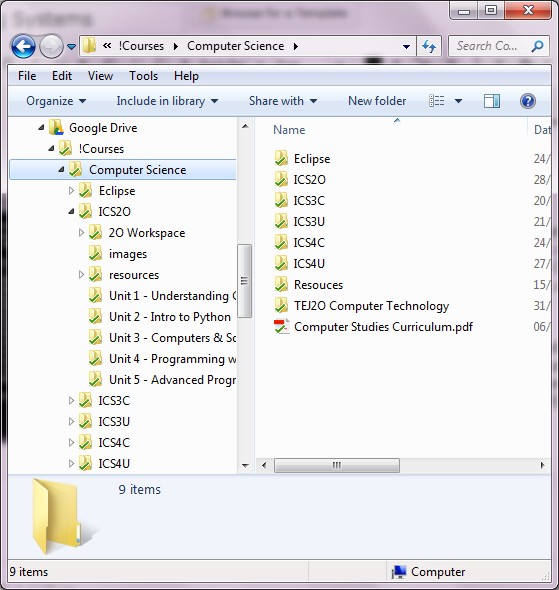 Systems
Browse for a Template
« !Courses Computer Science
Search Co...
File Edit View Tools Help
Organize Include in library Share with New folder
Google Drive
!Courses
Computer Science
Eclipse
ICS2O
2O Workspace
images
resources
Unit 1 - Understanding
Unit 2 - Intro to Python
Unit 3 - Computers & Sc
Unit 4 - Programming w
Unit 5 - Advanced Progr
ICS3C
ICS3U
ICS4C
ICS4U
Name Dat
Eclipse 24/
ICS2O 28/
ICS3C 20/
ICS3U 21/
ICS4C 24/
ICS4U 27/
Resouces 15/
TEJ2O Computer Technology 31/
Computer Studies Curriculum.pdf 06/
9 items
9 items Computer